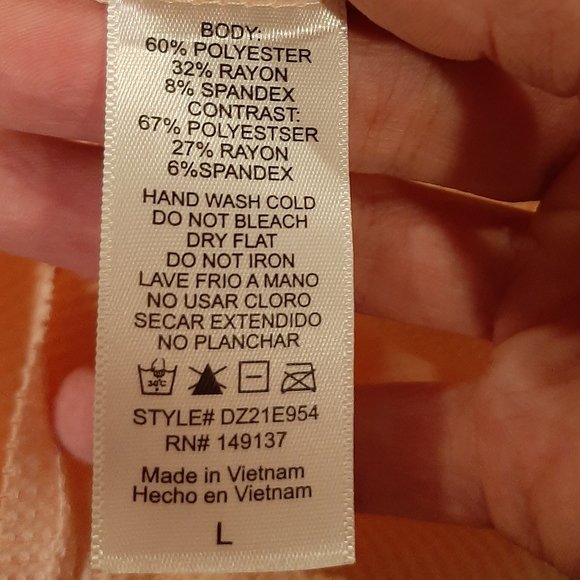 BODY:
60% POLYESTER
32% RAYON
8% SPANDEX
CONTRAST:
67% POLYESTSER
27% RAYON
6%SPANDEX
HAND WASH COLD
DO NOT BLEACH
DRY FLAT
DO NOT IRON
LAVE FRIO A MANO
NO USAR CLORO
SECAR EXTENDIDO
NO PLANCHAR
30°C
STYLE# DZ21E954
RN# 149137
Made in Vietnam
Hecho en Vietnam
L